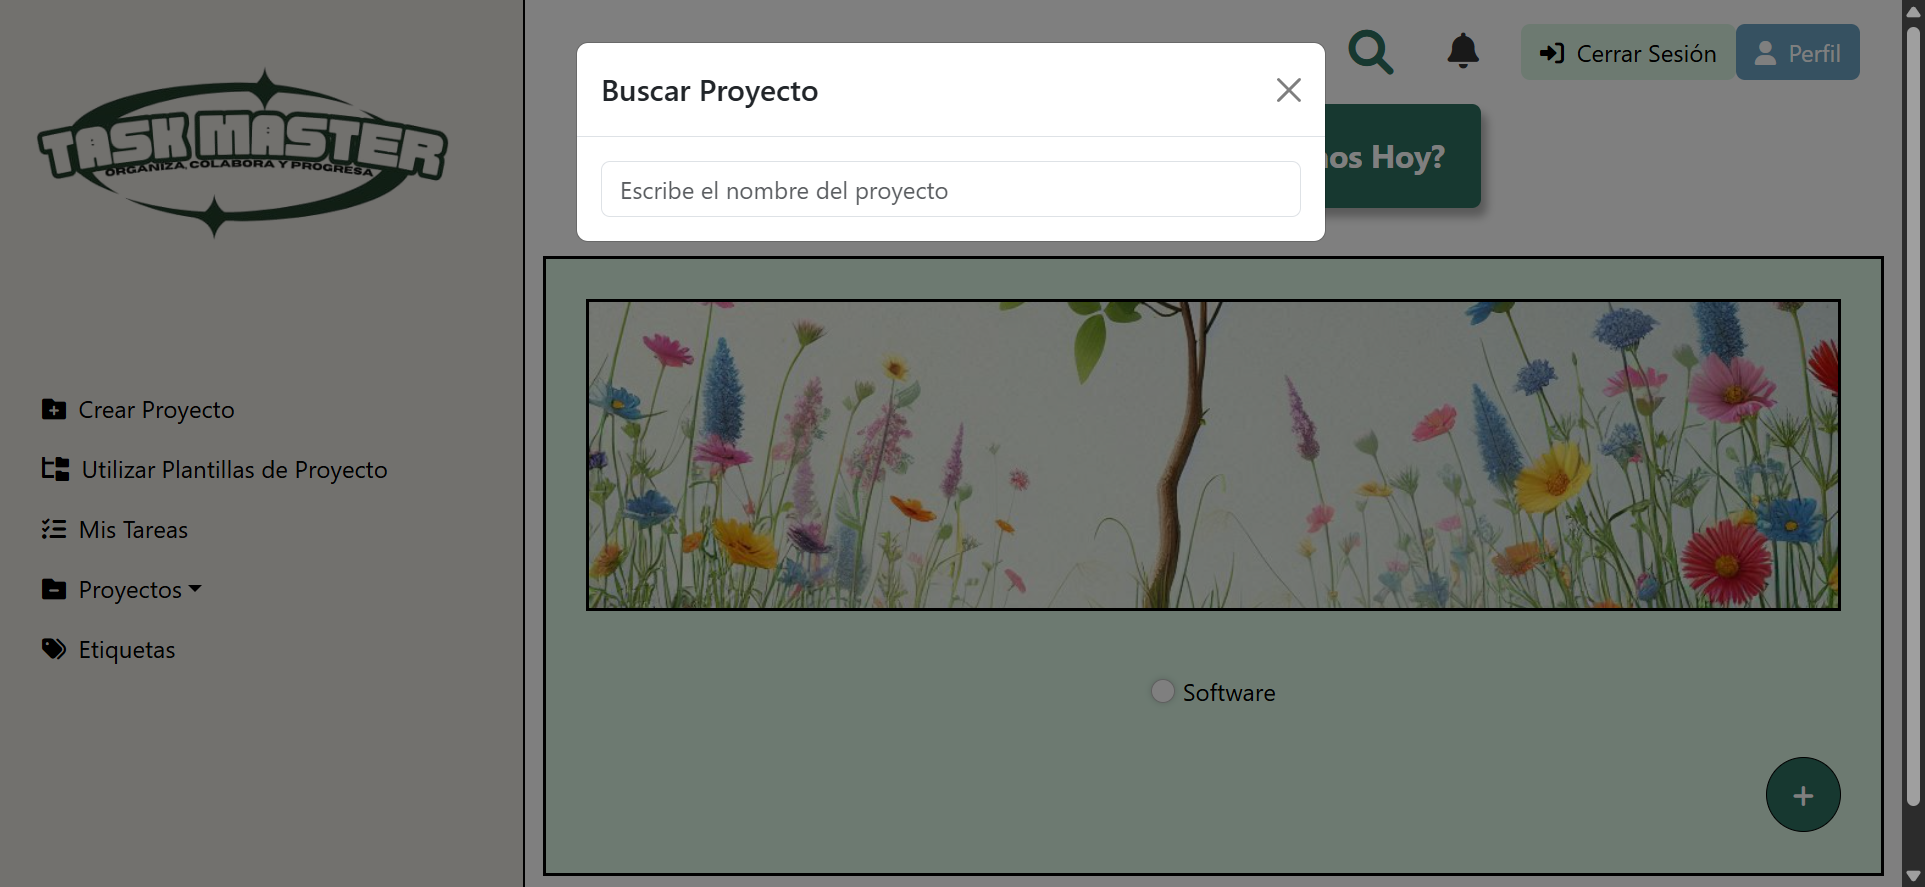 TASK MASTER
ORGANIZA, COLABORA Y PROGRESA
Crear Proyecto
Utilizar Plantillas de Proyecto
Mis Tareas
Proyectos
Etiquetas
Buscar Proyecto
Escribe el nombre del proyecto
Cerrar Sesión
Perfil
Hoy?
Software